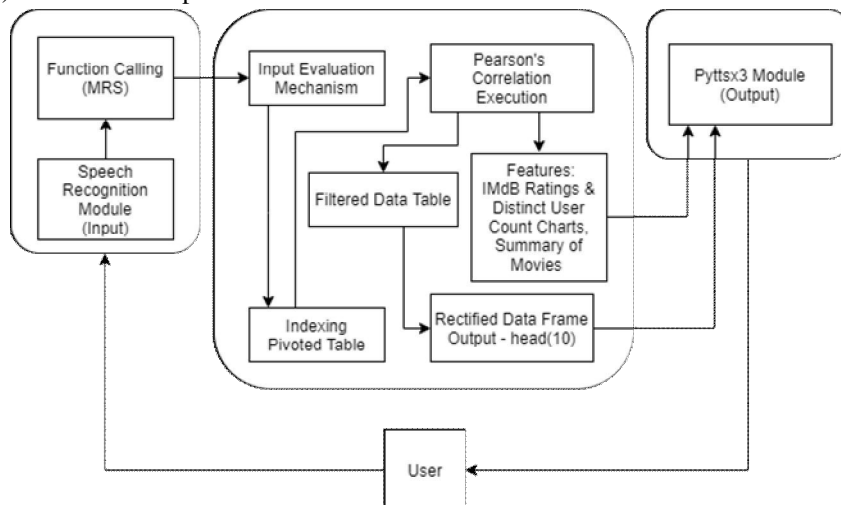 Function Calling
(MRS)
Speech
Recognition
Module
(Input)
Input Evaluation
Mechanism
Pearson's
Correlation
Execution
Filtered Data Table
Features:
IMdB Ratings &
Distinct User
Count Charts,
Summary of
Movies
Indexing
Pivoted Table
Rectified Data Frame
Output - head(10)
Pyttsx3 Module
(Output)
User